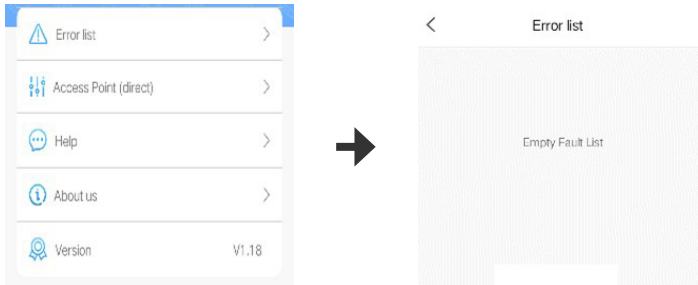 Error list
Access Point (direct)
Help
About us
Version V1.18
Error list
Empty Fault List